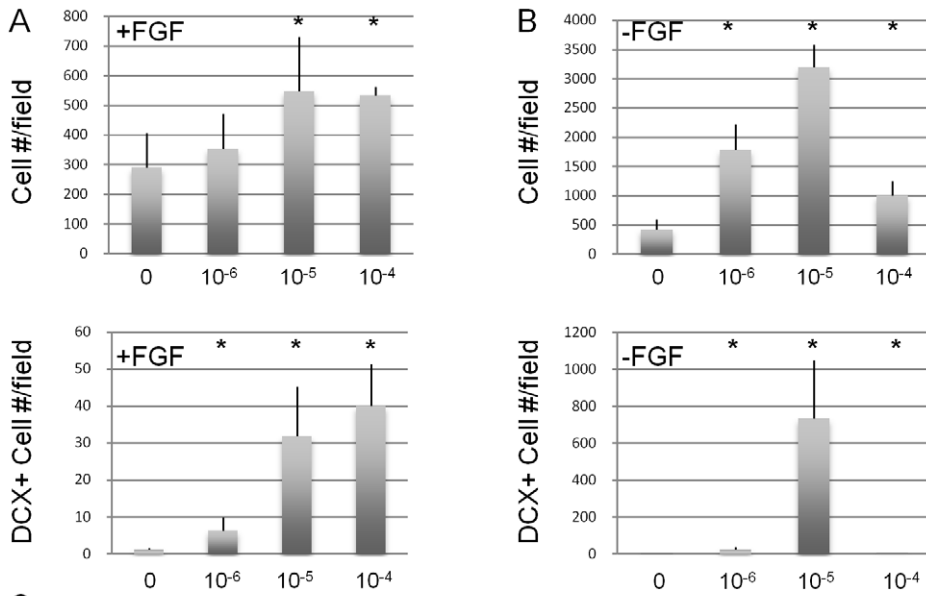 A
+FGF
* *
Cell #/field
800
700
600
500
400
300
200
100
0
0 10⁻⁶ 10⁻⁵ 10⁻⁴
B
-FGF
* * *
Cell #/field
4000
3500
3000
2500
2000
1500
1000
500
0
0 10⁻⁶ 10⁻⁵ 10⁻⁴
+FGF
* * *
DCX+ Cell #/field
60
50
40
30
20
10
0
0 10⁻⁶ 10⁻⁵ 10⁻⁴
-FGF
* * *
DCX+ Cell #/field
1200
1000
800
600
400
200
0
0 10⁻⁶ 10⁻⁵ 10⁻⁴